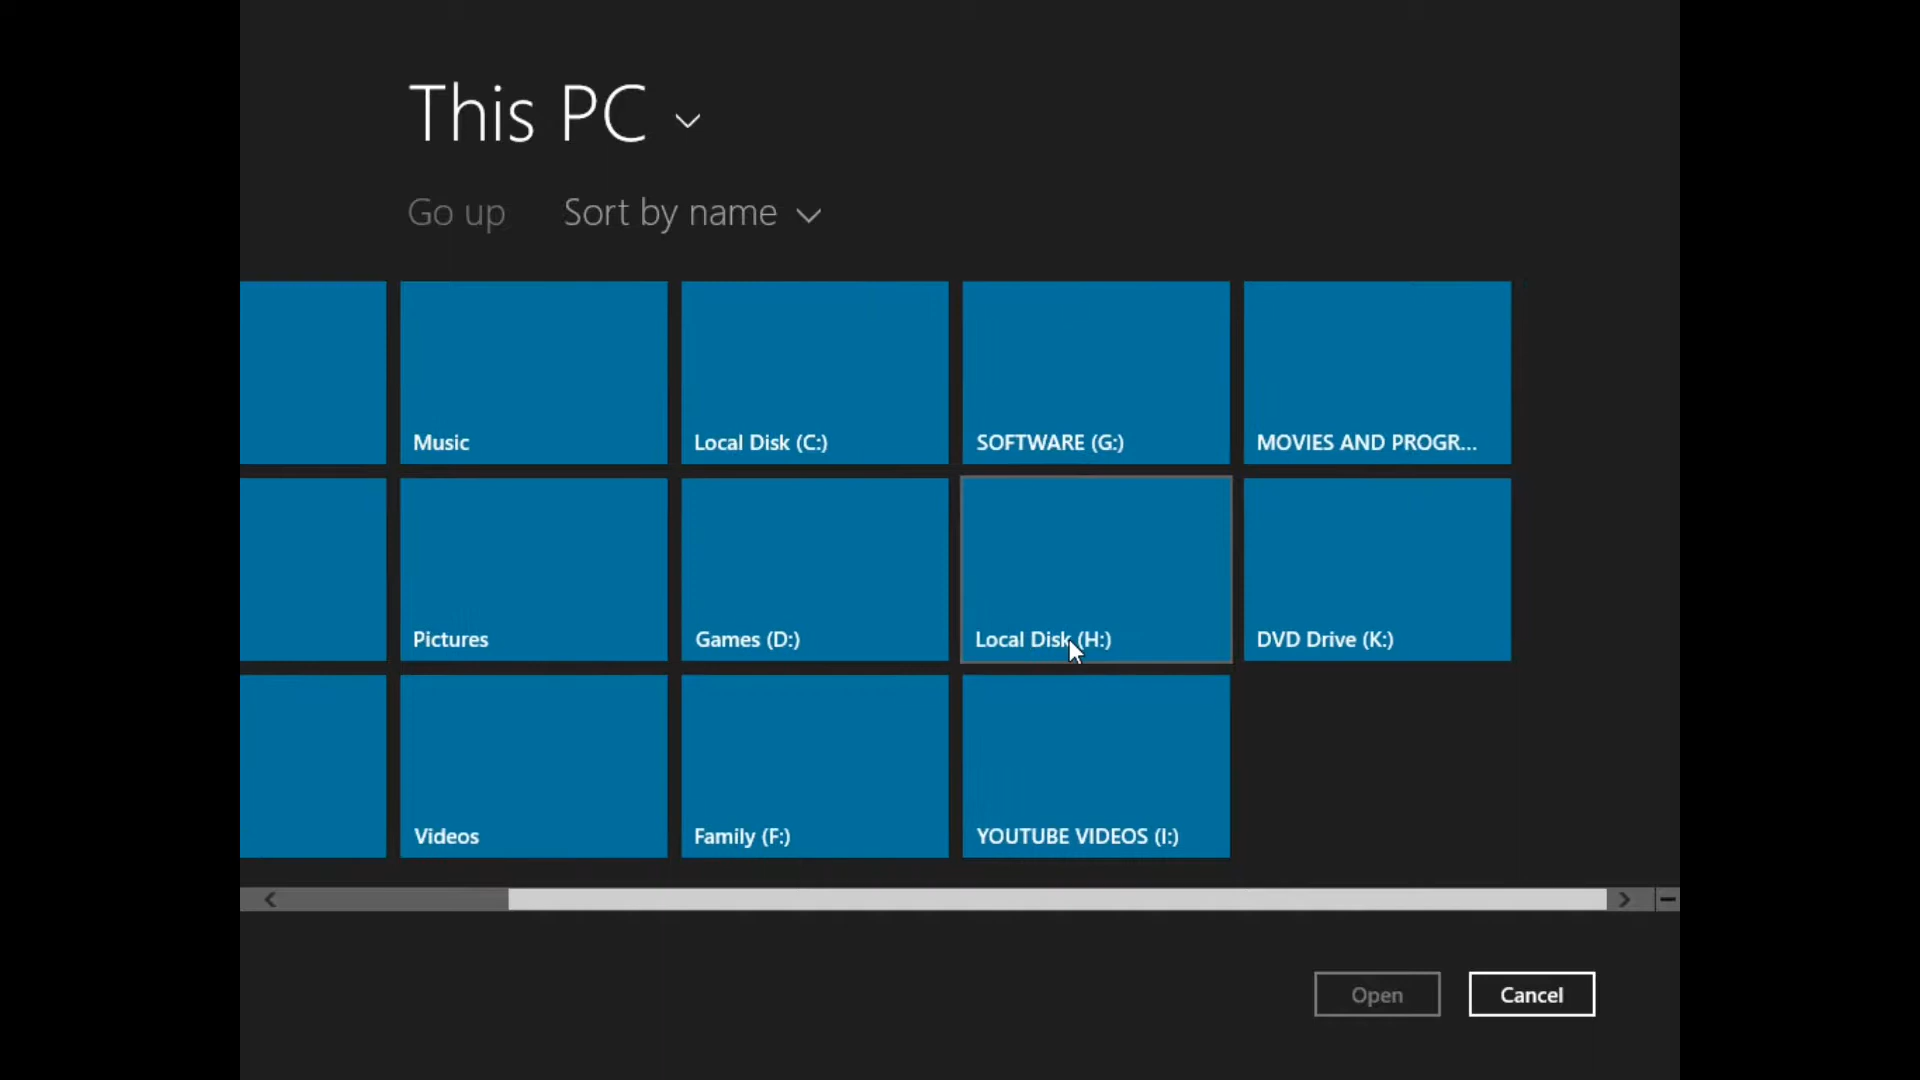 This PC
Go up Sort by name
Music
Local Disk (C:)
SOFTWARE (G:)
MOVIES AND PROGR...
Pictures
Games (D:)
Local Disk (H:)
DVD Drive (K:)
Videos
Family (F:)
YOUTUBE VIDEOS (I:)
Open
Cancel